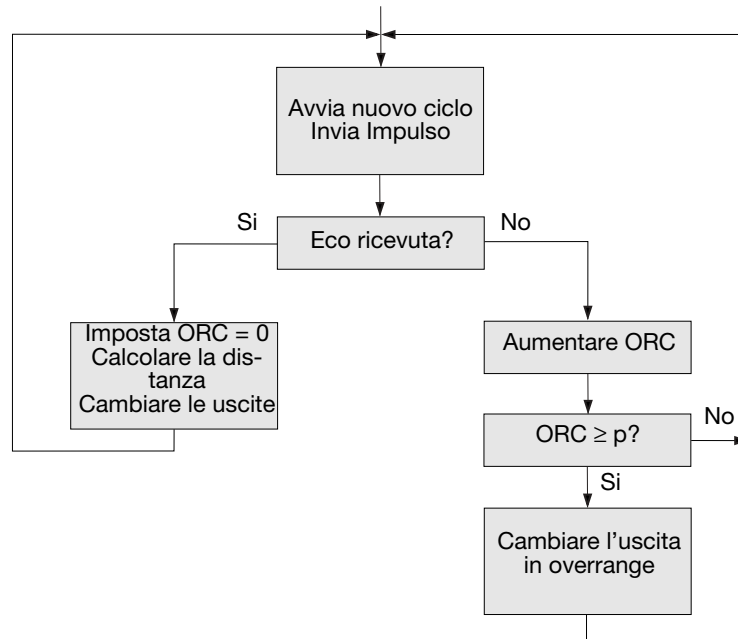 Avvia nuovo ciclo
Invia Impulso
Si
Eco ricevuta?
No
Imposta ORC = 0
Calcolare la dis-
tanza
Cambiare le uscite
Aumentare ORC
ORC ≥ p?
No
Si
Cambiare l'uscita
in overrange